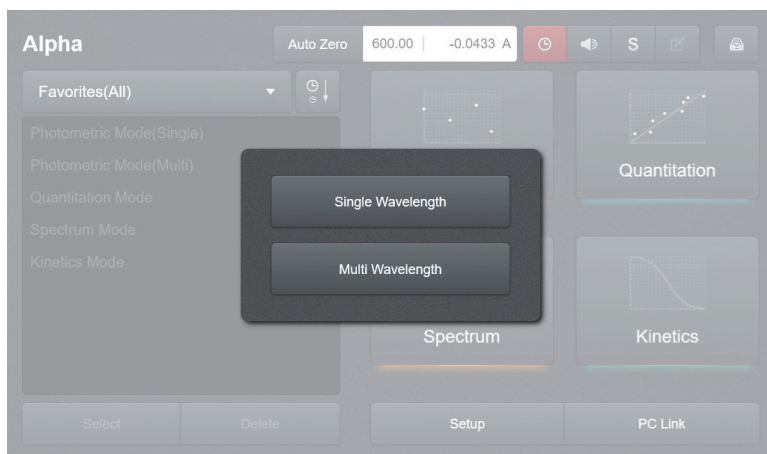 Alpha
Auto Zero
600.00 -0.0433 A
S
Favorites(All)
Photometric Mode(Single)
Photometric Mode(Multi)
Quantitation Mode
Spectrum Mode
Kinetics Mode
Single Wavelength
Multi Wavelength
Quantitation
Spectrum
Kinetics
Select
Delete
Setup
PC Link